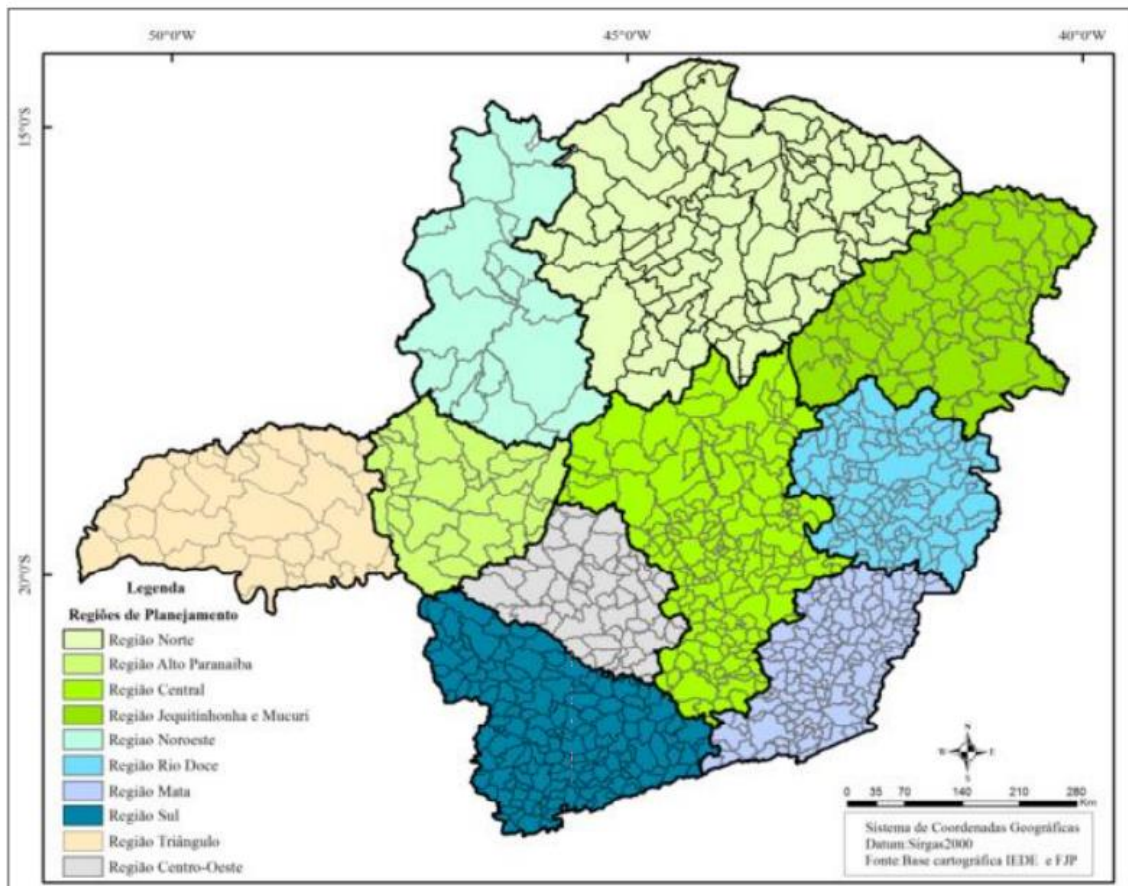 50°0'W 45°0'W 40°0'W
15°0'S
20°0'S
Legenda
Regiões de Planejamento
Região Norte
Região Alto Paranaiba
Região Central
Região Jequitinhonha e Mucuri
Regiao Noroeste
Região Rio Doce
Região Mata
Região Sul
Região Triângulo
Região Centro-Oeste
N
W E
S
0 35 70 140 210 280
Km
Sistema de Coordenadas Geográficas
Datum:Sirgas2000
Fonte Base cartográfica IEDE e FJP